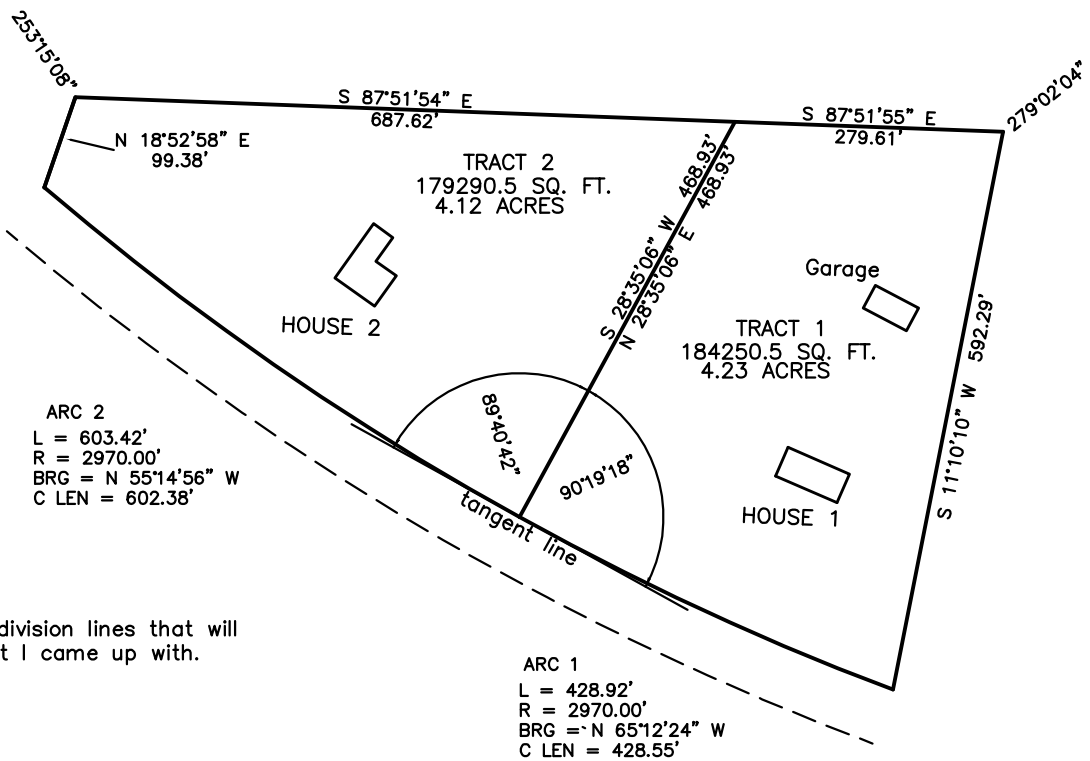 253°15'08"
S 87°51'54" E
687.62'
S 87°51'55" E
279.61'
279°02'04"
N 18°52'58" E
99.38'
TRACT 2
179290.5 SQ. FT.
4.12 ACRES
S 28°35'06" W 468.93'
N 28°35'06" E 468.93'
Garage
HOUSE 2
TRACT 1
184250.5 SQ. FT.
4.23 ACRES
S 11°10'10" W 592.29'
ARC 2
L = 603.42'
R = 2970.00'
BRG = N 55°14'56" W
C LEN = 602.38'
89°40'42"
90°19'18"
tangent line
HOUSE 1
division lines that will
t I came up with.
ARC 1
L = 428.92'
R = 2970.00'
BRG = N 65°12'24" W
C LEN = 428.55'